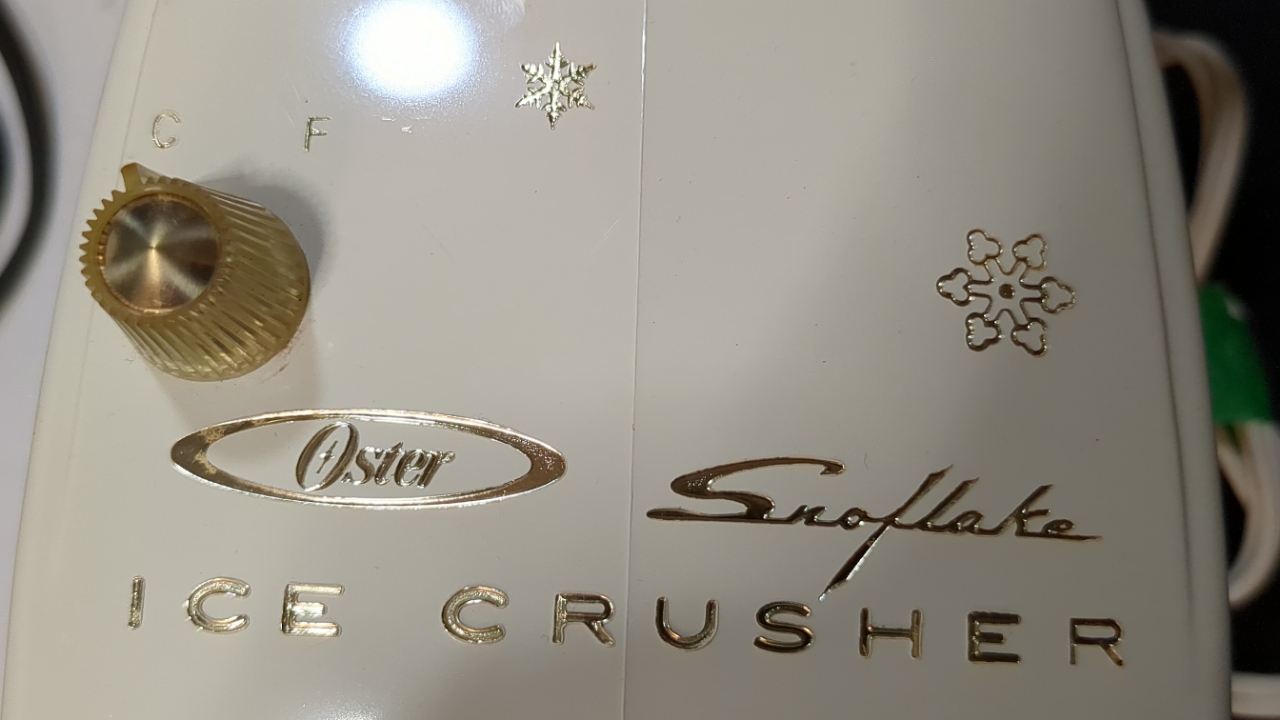 C F
Oster
Snoflake
ICE CRUSHER